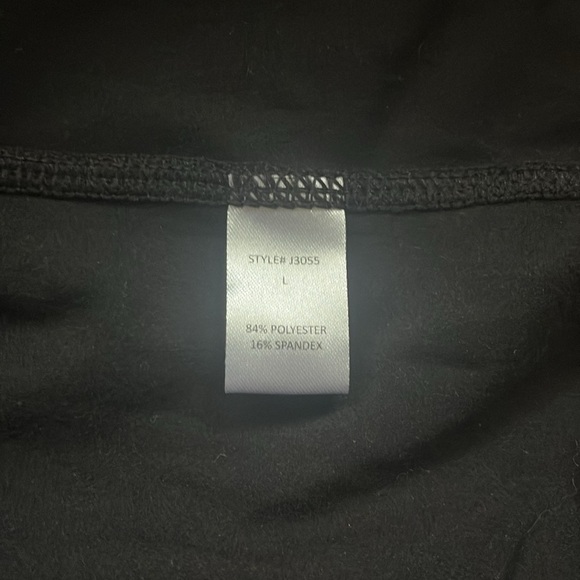 STYLE# J3055
L
84% POLYESTER
16% SPANDEX